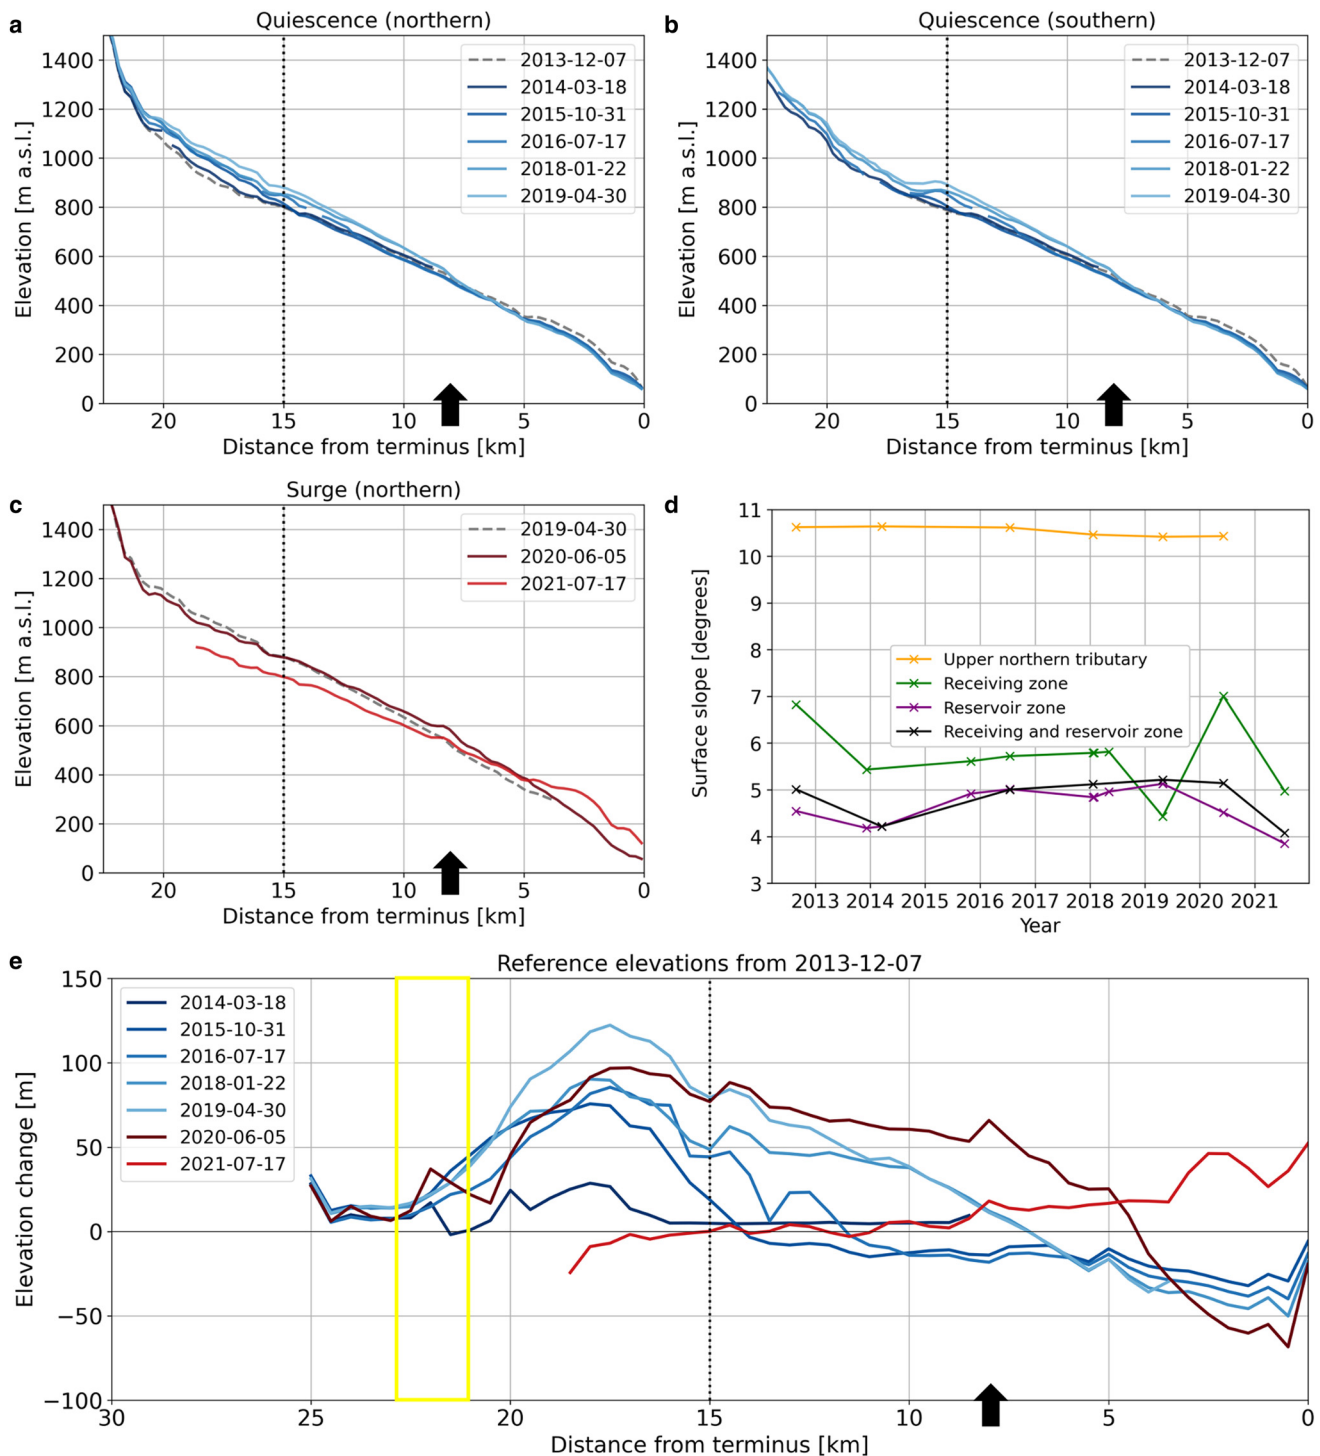 a
Quiescence (northern)
Elevation [m a.s.l.]
1400
1200
1000
800
600
400
200
0
2013-12-07
2014-03-18
2015-10-31
2016-07-17
2018-01-22
2019-04-30
20 15 10 5 0
Distance from terminus [km]
b
Quiescence (southern)
Elevation [m a.s.l.]
1400
1200
1000
800
600
400
200
0
2013-12-07
2014-03-18
2015-10-31
2016-07-17
2018-01-22
2019-04-30
20 15 10 5 0
Distance from terminus [km]
c
Surge (northern)
Elevation [m a.s.l.]
1400
1200
1000
800
600
400
200
0
2019-04-30
2020-06-05
2021-07-17
20 15 10 5 0
Distance from terminus [km]
d
Surface slope [degrees]
11
10
9
8
7
6
5
4
3
Upper northern tributary
Receiving zone
Reservoir zone
Receiving and reservoir zone
2013 2014 2015 2016 2017 2018 2019 2020 2021
Year
e
Reference elevations from 2013-12-07
Elevation change [m]
150
100
50
0
−50
−100
2014-03-18
2015-10-31
2016-07-17
2018-01-22
2019-04-30
2020-06-05
2021-07-17
30 25 20 15 10 5 0
Distance from terminus [km]